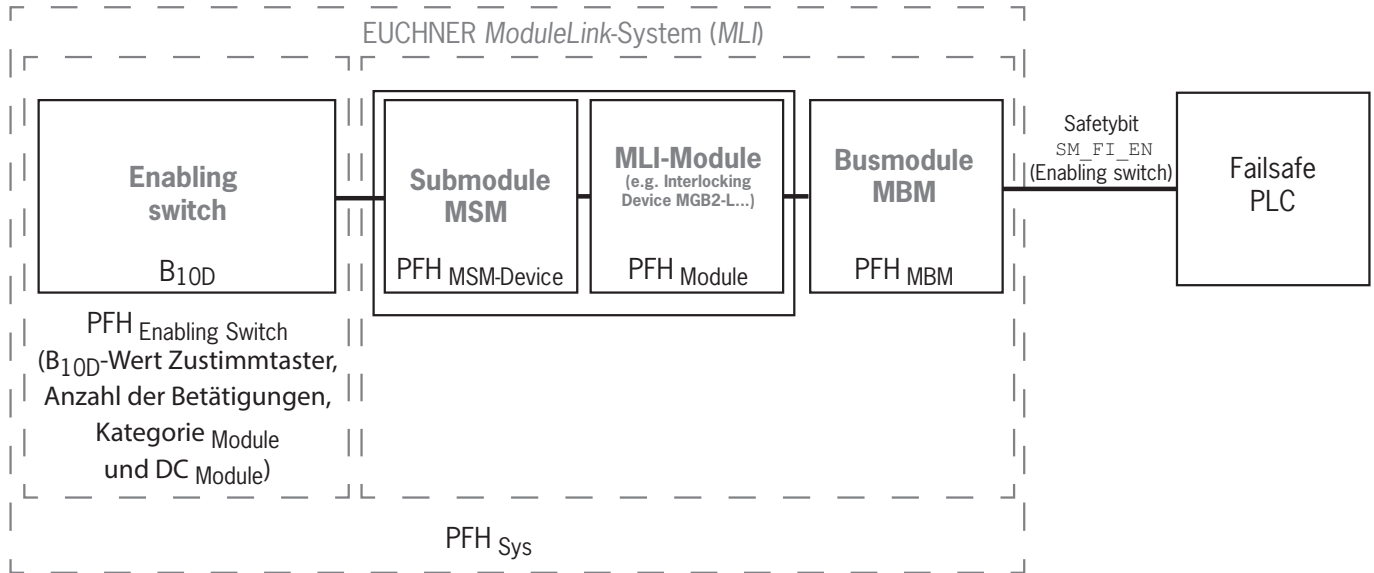 EUCHNER ModuleLink-System (MLI)
Enabling
switch
B10D
PFH Enabling Switch
(B10D-Wert Zustimmtaster,
Anzahl der Betätigungen,
Kategorie Module
und DC Module)
Submodule
MSM
PFH MSM-Device
MLI-Module
(e.g. Interlocking
Device MGB2-L...)
PFH Module
Busmodule
MBM
PFH MBM
Safetybit
SM_FI_EN
(Enabling switch)
Failsafe
PLC
PFH Sys